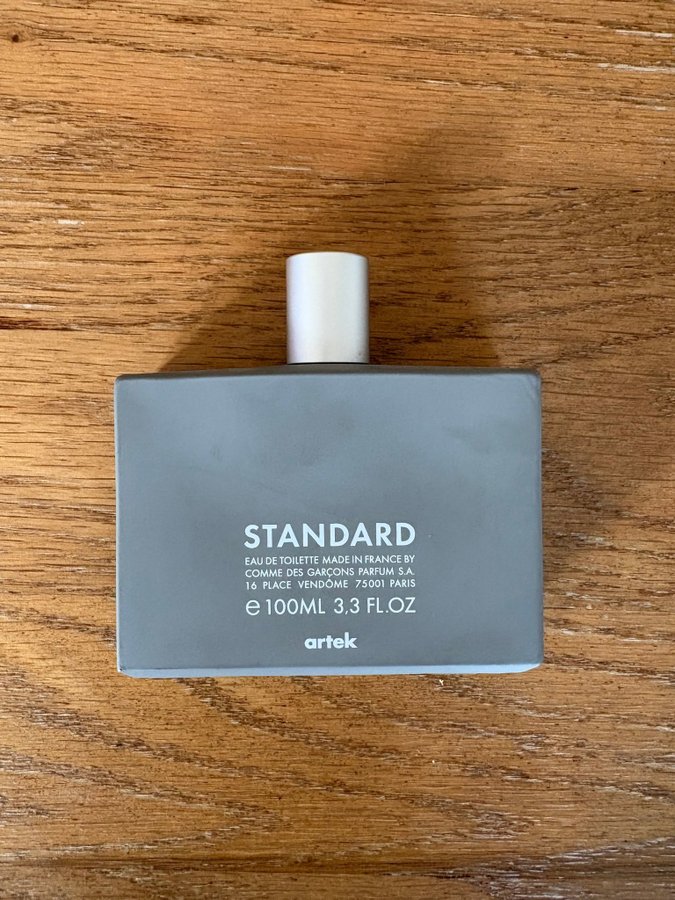 STANDARD
EAU DE TOILETTE MADE IN FRANCE BY
COMME DES GARÇONS PARFUM S.A.
16 PLACE VENDÔME 75001 PARIS
℮ 100ML 3,3 FL.OZ
artek